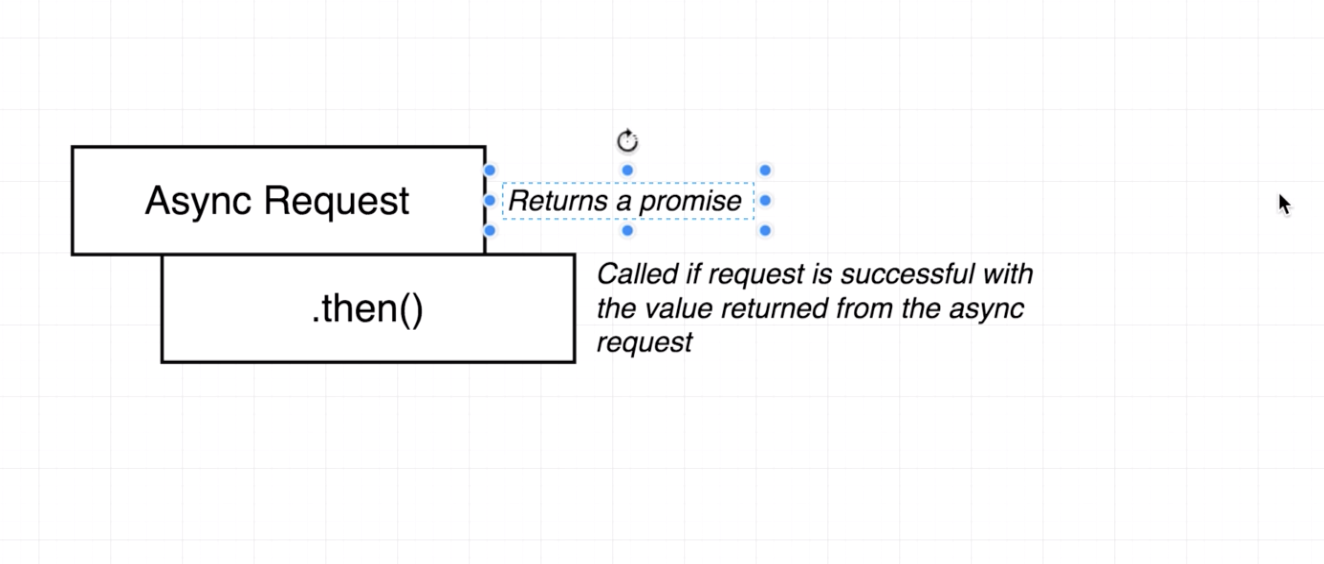 Async Request
Returns a promise
.then()
Called if request is successful with
the value returned from the async
request